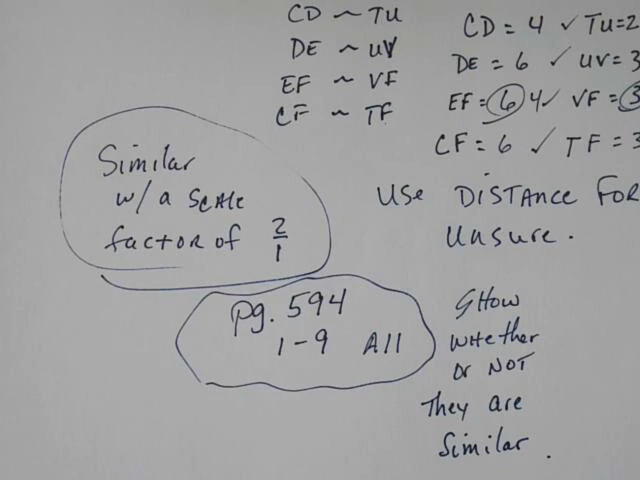 CD ~ TU
DE ~ UV
EF ~ VF
CF ~ TF
CD = 4 ✓ TU=2
DE = 6 ✓ UV=3
EF=6 4✓ VF=3
CF = 6 ✓ TF=3
Similar
w/ a scale
factor of 2/1
USE DISTANCE FOR
UNSURE.
pg. 594
1-9 All
SHOW
WHETHER
OR NOT
They are
Similar.